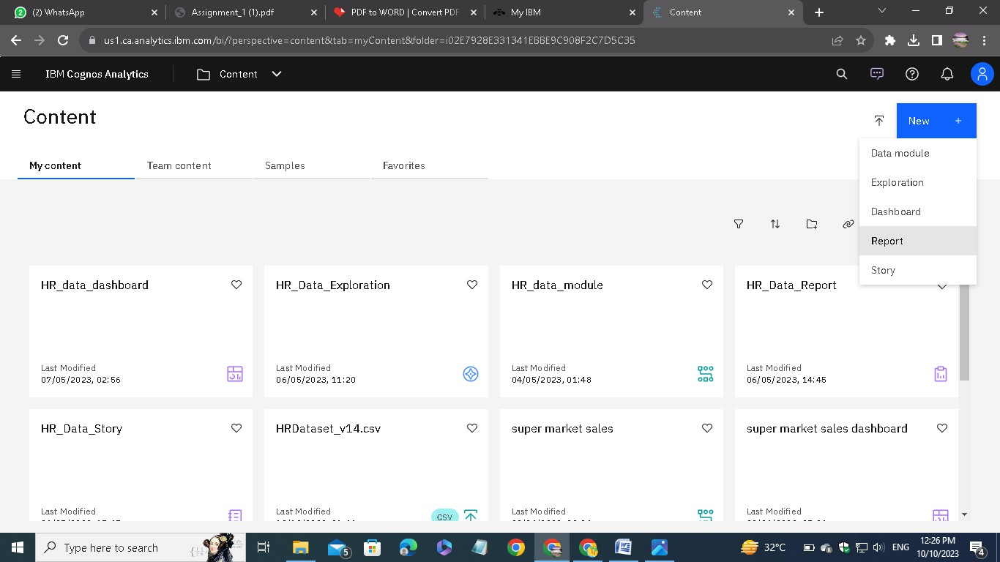 (2) WhatsApp
Assignment_1 (1).pdf
PDF to WORD | Convert PDF
My IBM
Content
us1.ca.analytics.ibm.com/bi/?perspective=content&tab=myContent&folder=i02E7928E331341EBBE9C908F2C7D5C35
IBM Cognos Analytics
Content
Content
New +
My content
Team content
Samples
Favorites
Data module
Exploration
Dashboard
Report
Story
HR_data_dashboard
Last Modified
07/05/2023, 02:56
HR_Data_Exploration
Last Modified
06/05/2023, 11:20
HR_data_module
Last Modified
04/05/2023, 01:48
HR_Data_Report
Last Modified
06/05/2023, 14:45
HR_Data_Story
Last Modified
HRDataset_v14.csv
Last Modified
CSV
super market sales
Last Modified
super market sales dashboard
Last Modified
Type here to search
5
32°C
ENG
12:26 PM
10/10/2023
4